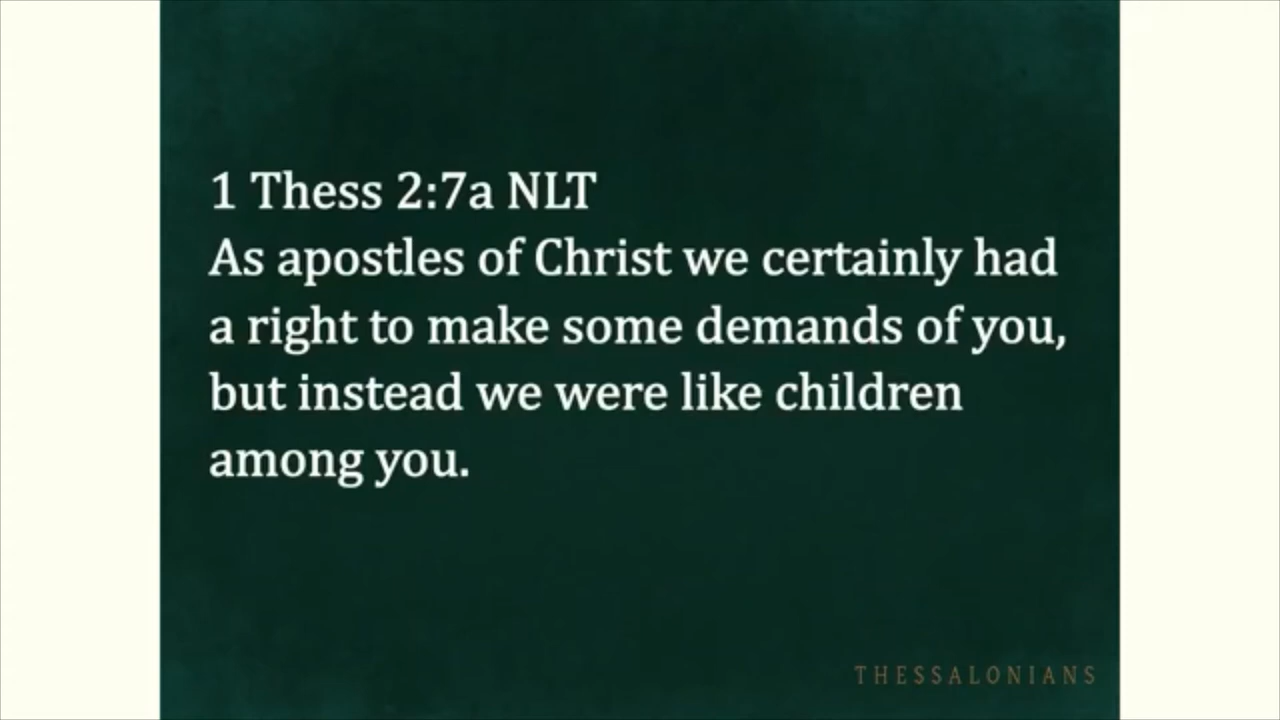 1 Thess 2:7a NLT
As apostles of Christ we certainly had
a right to make some demands of you,
but instead we were like children
among you.
THESSALONIANS